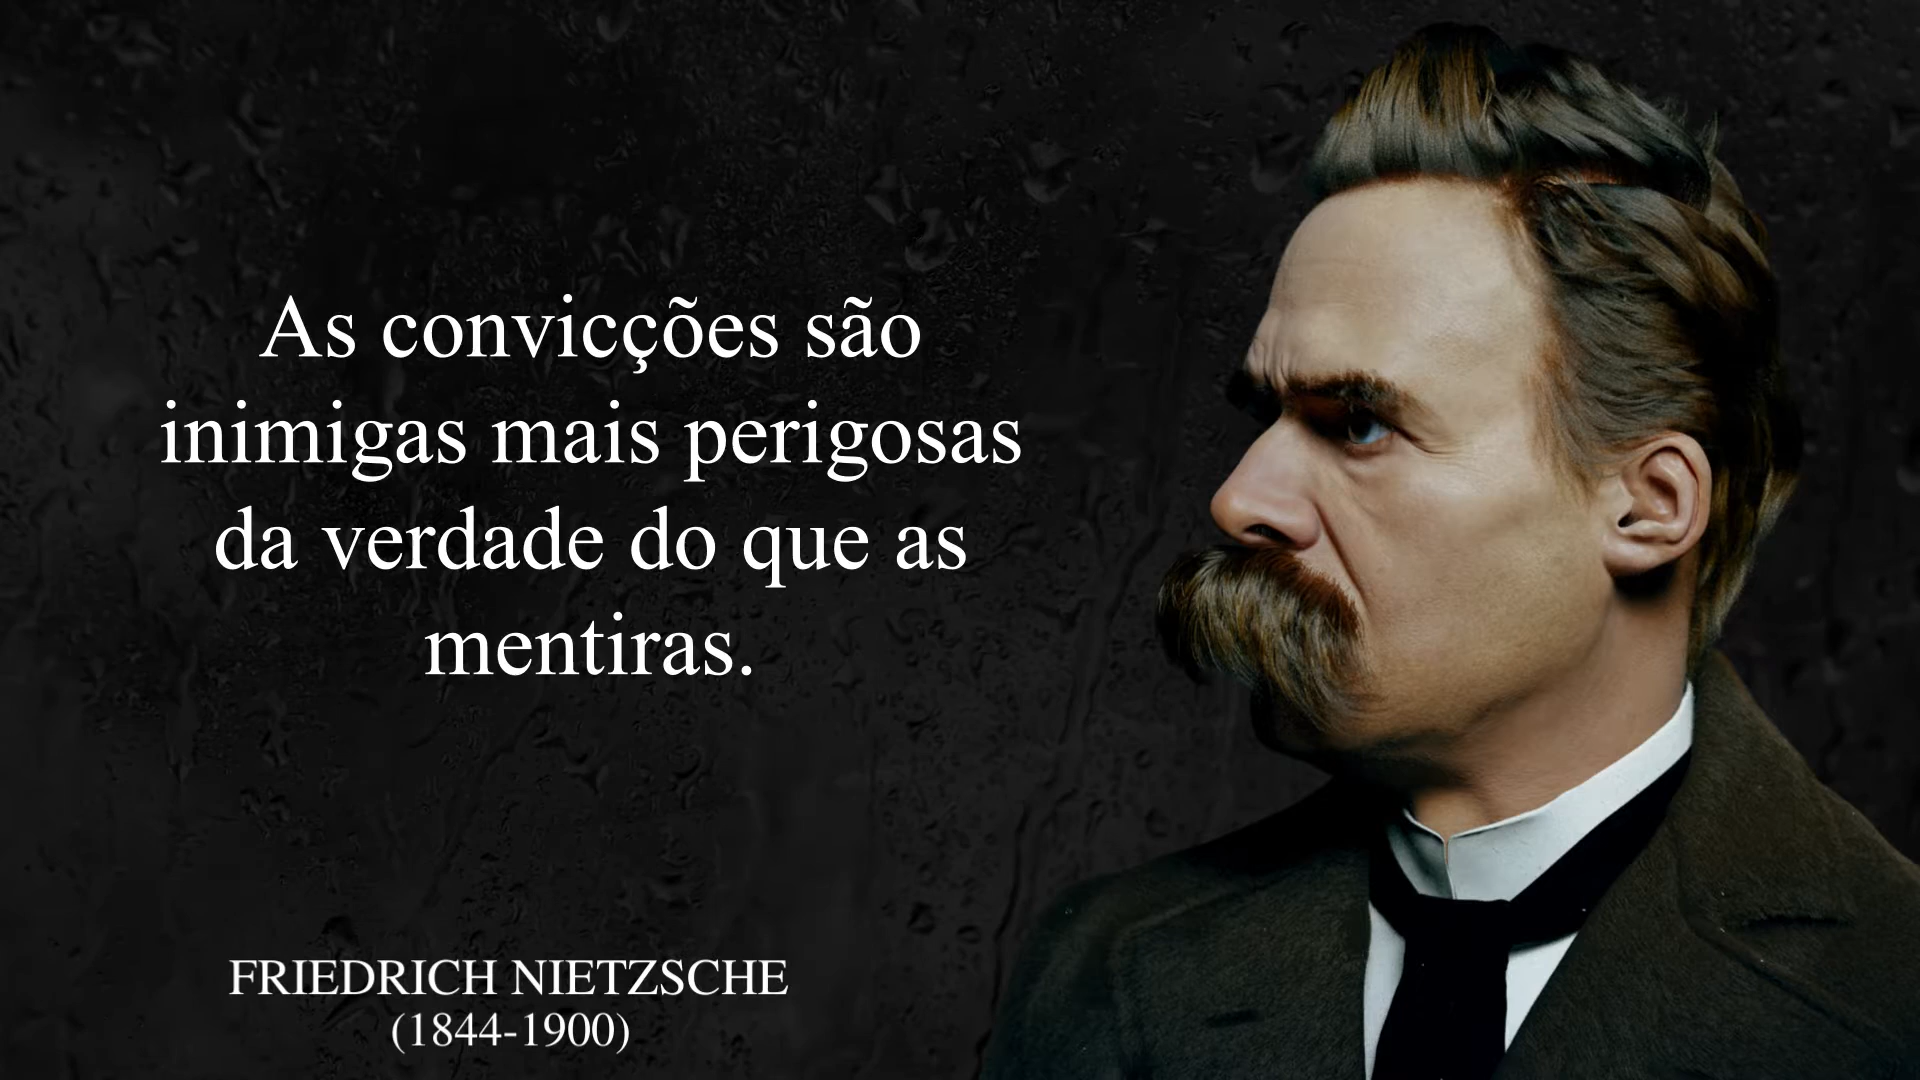 As convicções são
inimigas mais perigosas
da verdade do que as
mentiras.
FRIEDRICH NIETZSCHE
(1844-1900)